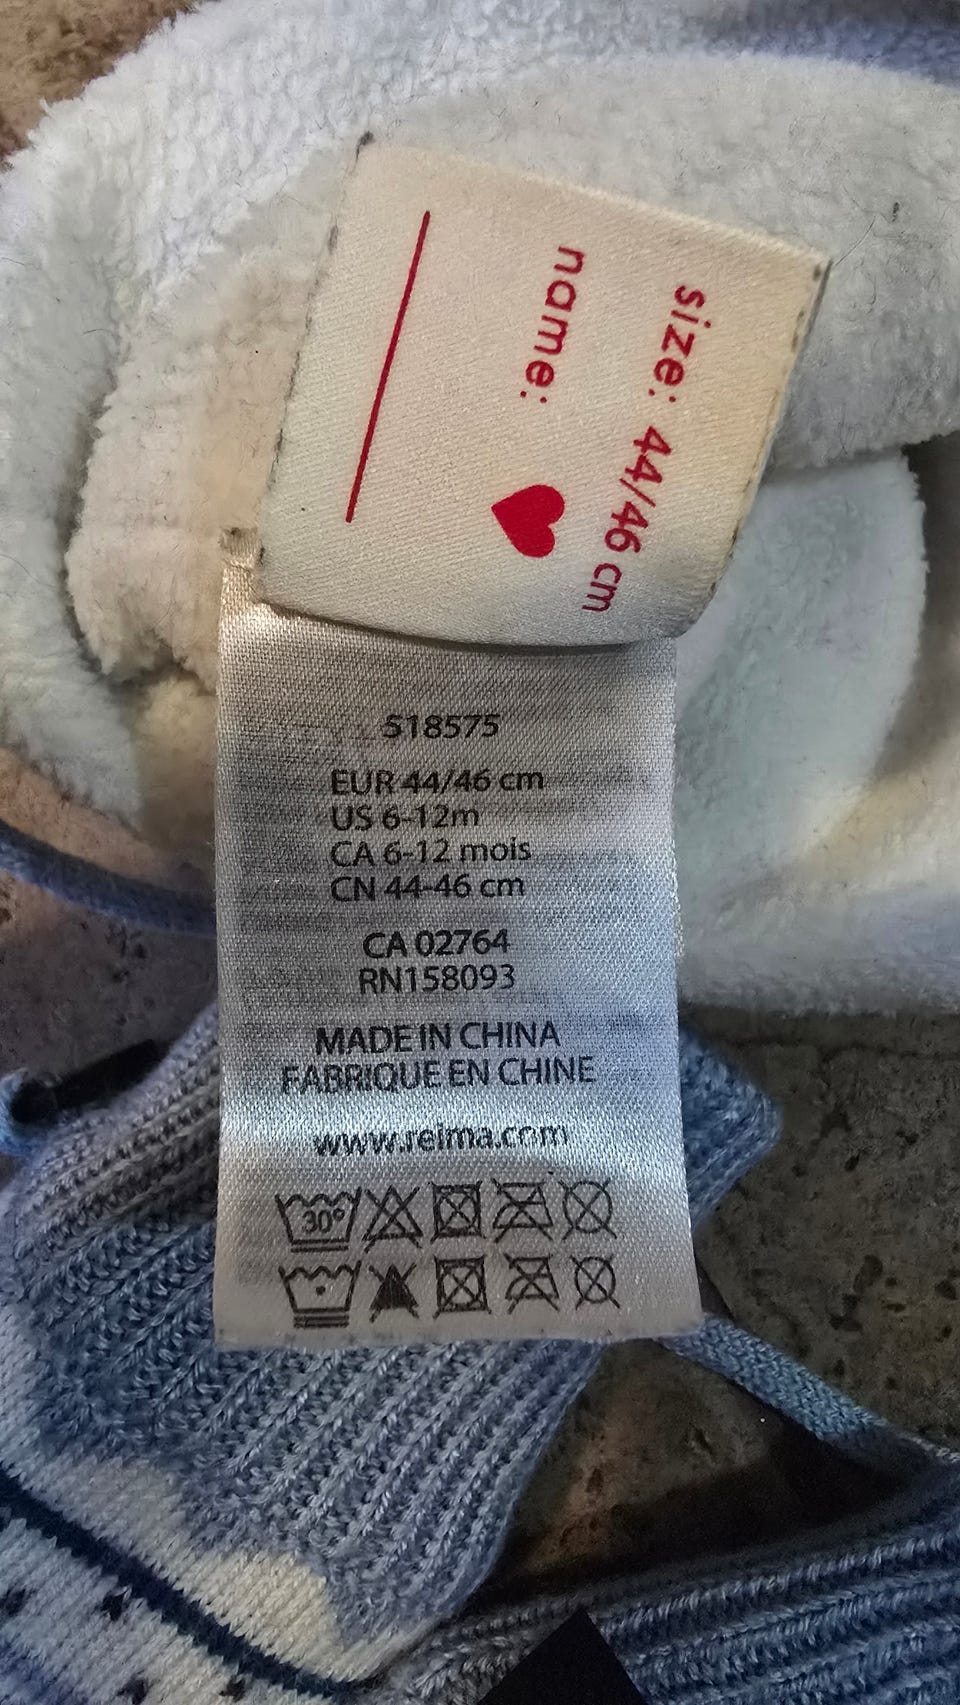 size: 44/46 cm
name:
518575
EUR 44/46 cm
US 6-12m
CA 6-12 mois
CN 44-46 cm
CA 02764
RN158093
MADE IN CHINA
FABRIQUE EN CHINE
www.reima.com
30°